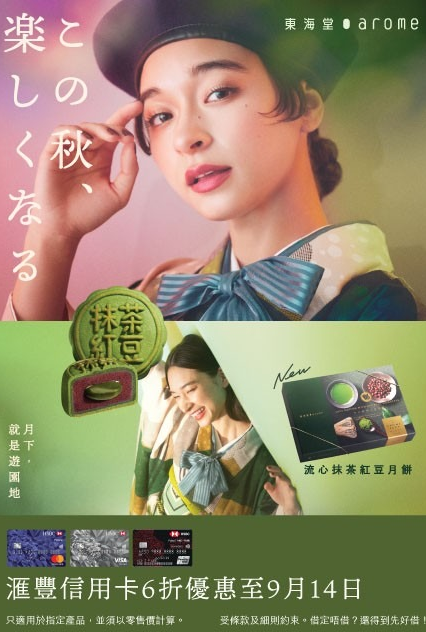 東海堂 arome
この秋、
楽しくなる
抹茶
紅豆
New
流心抹茶紅豆月餅
月下，
就是遊園地
HSBC
VISA
HSBC
滙豐信用卡6折優惠至9月14日
只適用於指定產品，並須以零售價計算。
受條款及細則約束。借定唔借？還得到先好借！